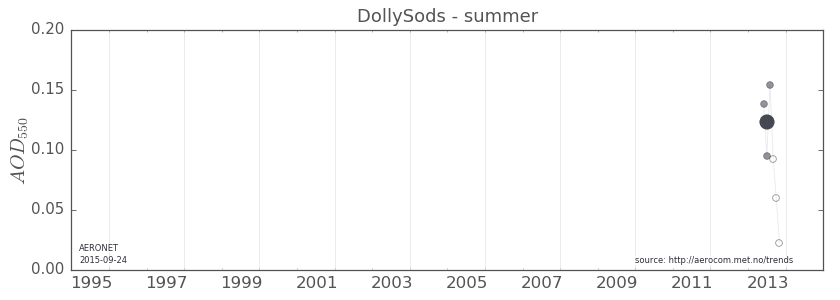 DollySods - summer
0.20
0.15
0.10
0.05
0.00
AOD550
AERONET
2015-09-24
source: http://aerocom.met.no/trends
1995 1997 1999 2001 2003 2005 2007 2009 2011 2013